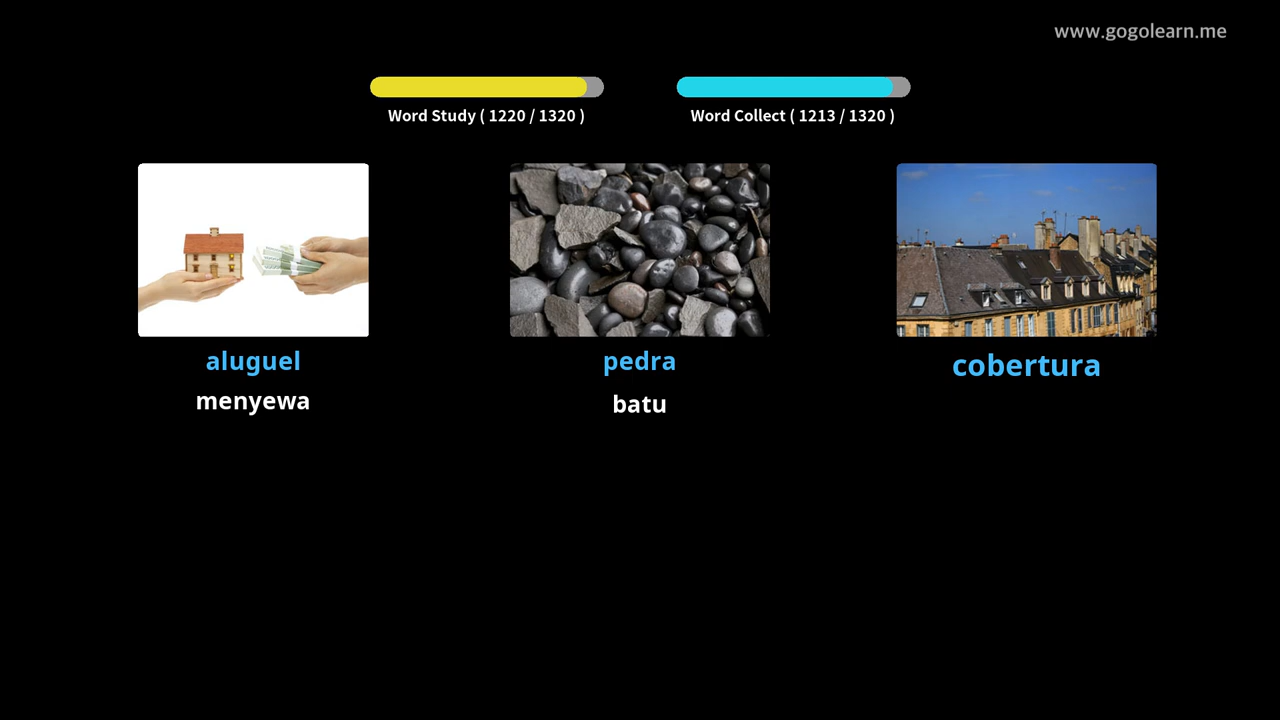 www.gogolearn.me
Word Study ( 1220 / 1320 )
Word Collect ( 1213 / 1320 )
aluguel
menyewa
pedra
batu
cobertura